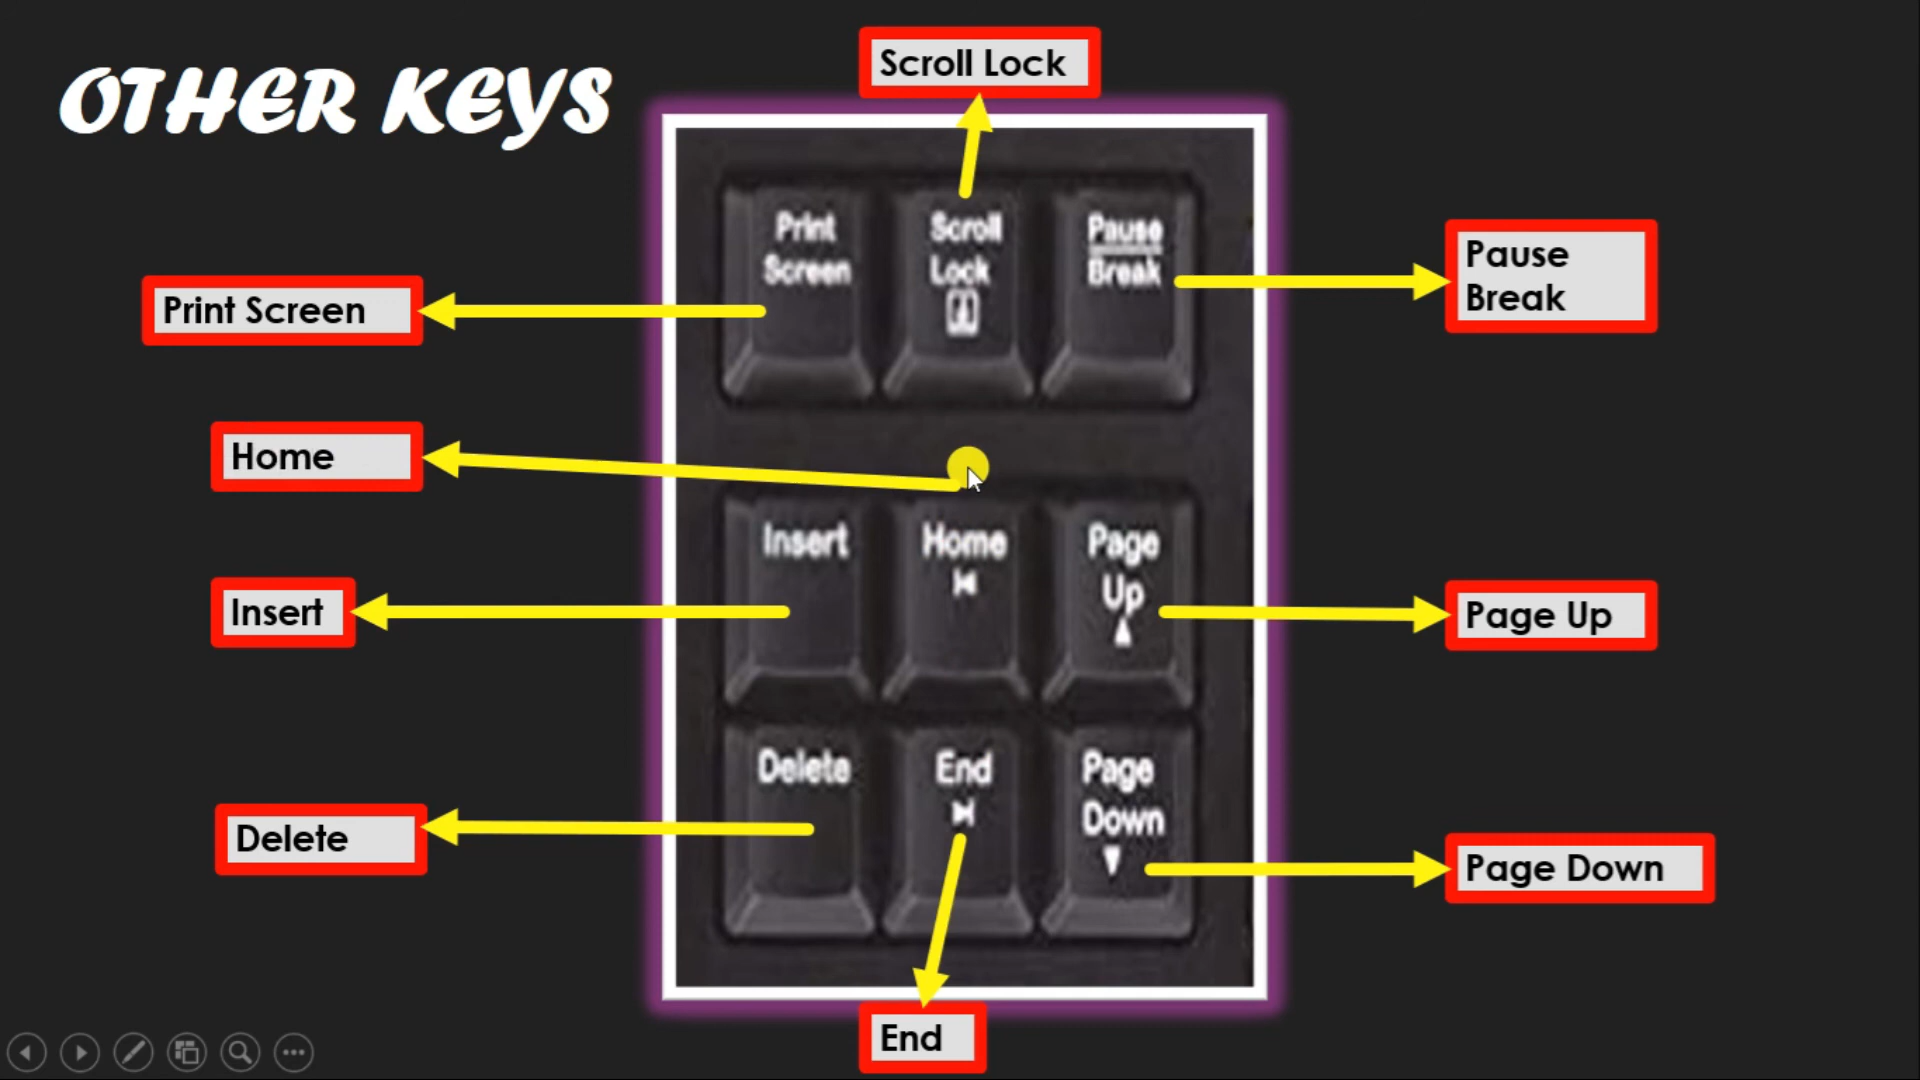 OTHER KEYS
Scroll Lock
Print
Screen
Scroll
Lock
Pause
Break
Pause
Break
Print Screen
Home
Insert
Home
Page
Up
Insert
Page Up
Delete
End
Page
Down
Delete
Page Down
End